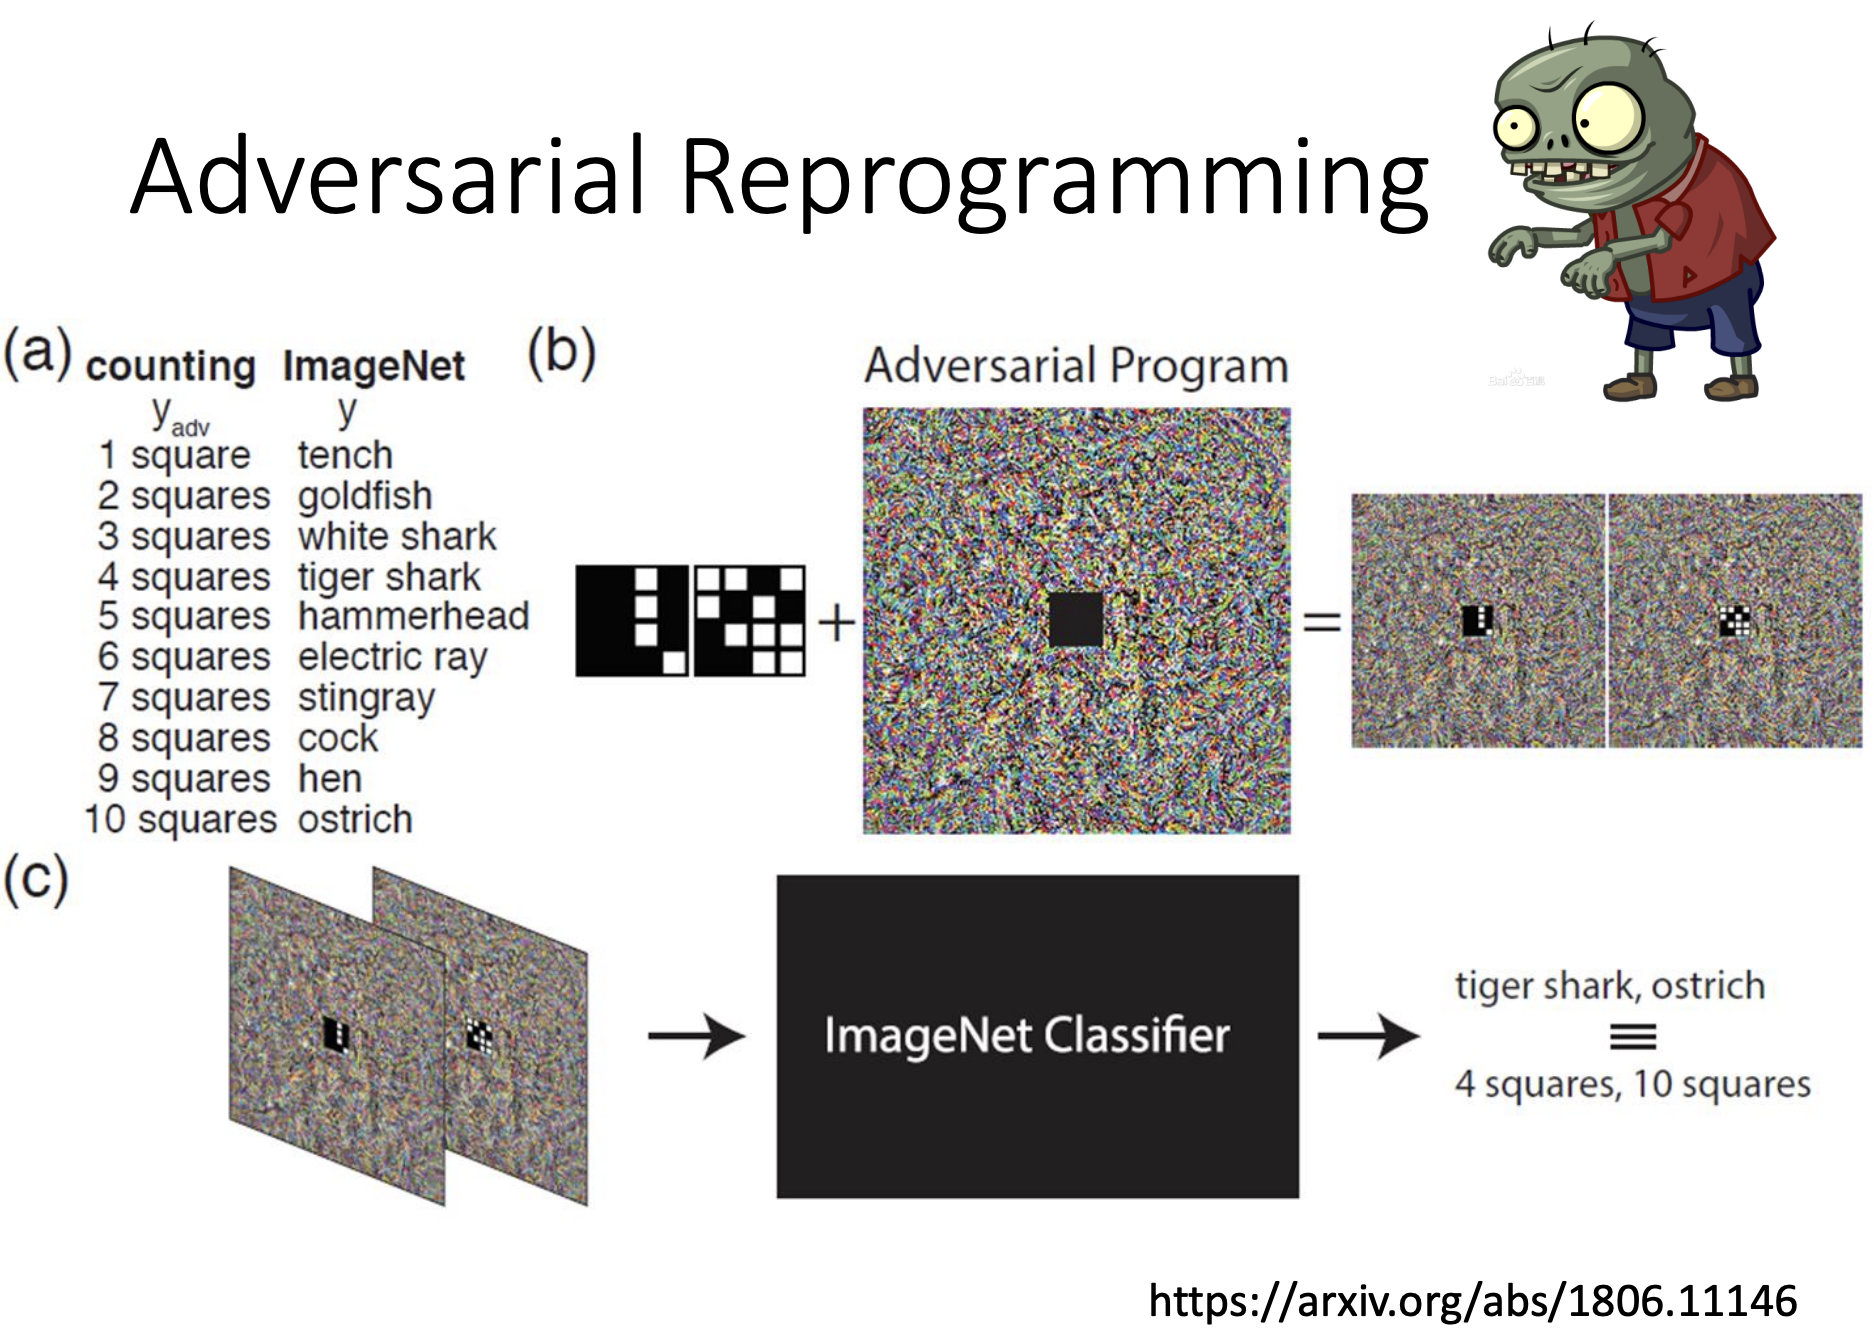 Adversarial Reprogramming
(a) counting ImageNet
y_adv y
1 square tench
2 squares goldfish
3 squares white shark
4 squares tiger shark
5 squares hammerhead
6 squares electric ray
7 squares stingray
8 squares cock
9 squares hen
10 squares ostrich
(b)
Adversarial Program
+ =
(c)
ImageNet Classifier
tiger shark, ostrich
≡
4 squares, 10 squares
https://arxiv.org/abs/1806.11146